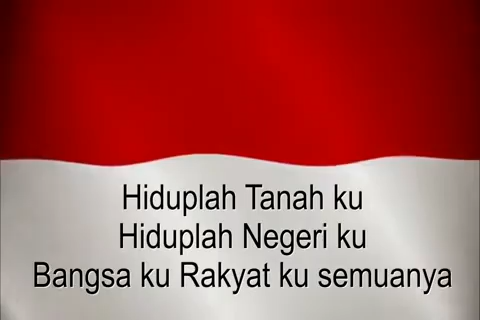 Hiduplah Tanah ku
Hiduplah Negeri ku
Bangsa ku Rakyat ku semuanya